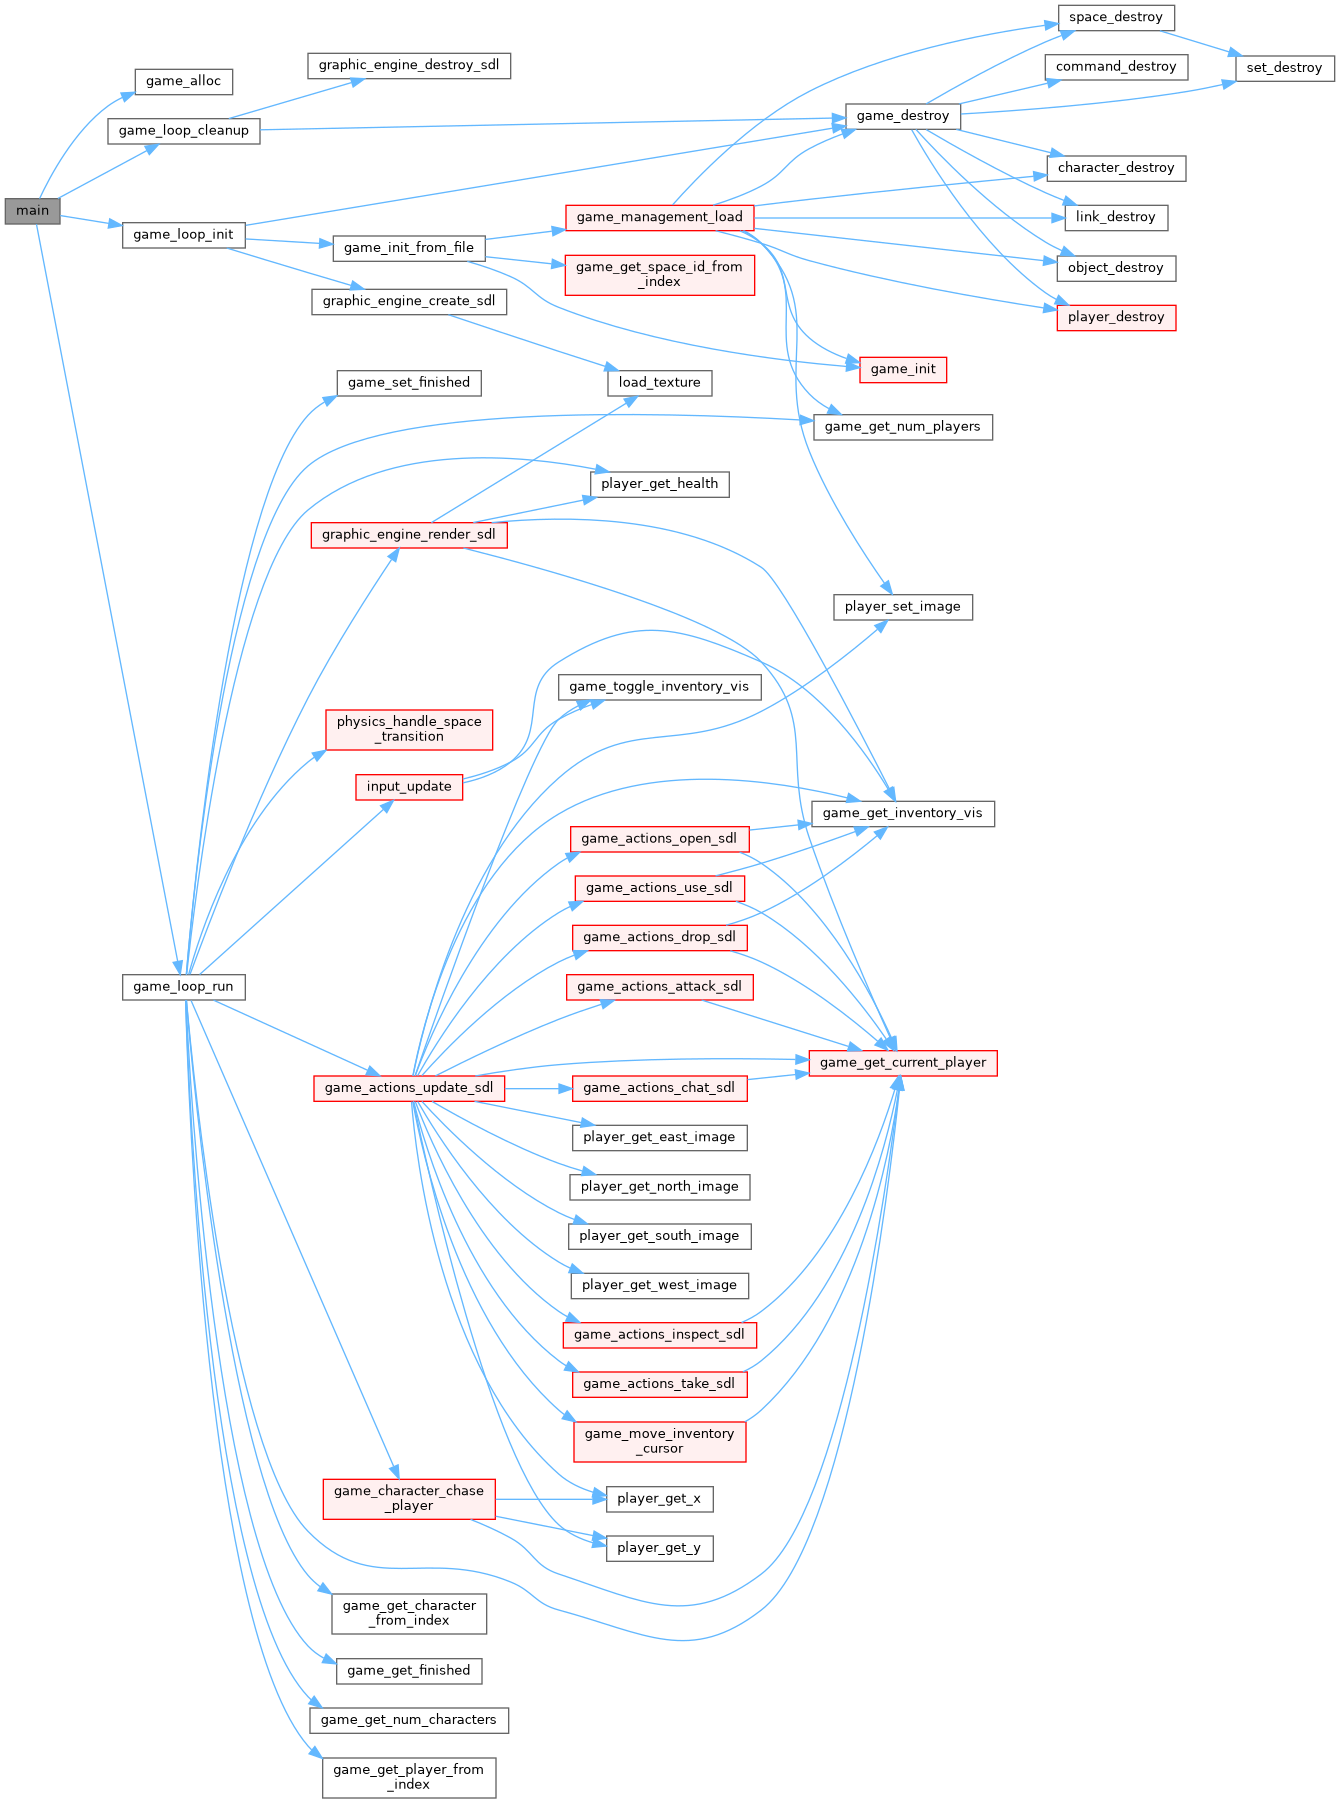 space_destroy
graphic_engine_destroy_sdl
command_destroy
set_destroy
game_alloc
game_destroy
game_loop_cleanup
character_destroy
main
game_management_load
link_destroy
game_loop_init
game_init_from_file
game_get_space_id_from
_index
object_destroy
graphic_engine_create_sdl
player_destroy
game_init
game_set_finished
load_texture
game_get_num_players
player_get_health
graphic_engine_render_sdl
player_set_image
game_toggle_inventory_vis
physics_handle_space
_transition
input_update
game_get_inventory_vis
game_actions_open_sdl
game_actions_use_sdl
game_actions_drop_sdl
game_loop_run
game_actions_attack_sdl
game_get_current_player
game_actions_update_sdl
game_actions_chat_sdl
player_get_east_image
player_get_north_image
player_get_south_image
player_get_west_image
game_actions_inspect_sdl
game_actions_take_sdl
game_move_inventory
_cursor
game_character_chase
_player
player_get_x
player_get_y
game_get_character
_from_index
game_get_finished
game_get_num_characters
game_get_player_from
_index